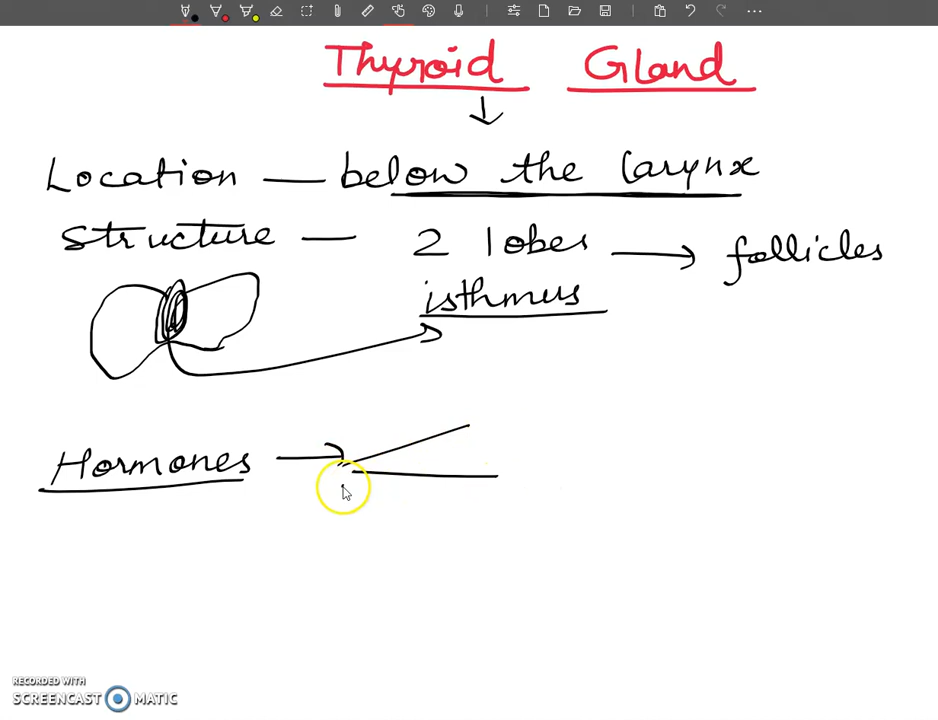 Thyroid Gland
Location — below the larynx
Structure — 2 lobes → follicles
isthmus
Hormones →
RECORDED WITH
SCREENCAST MATIC